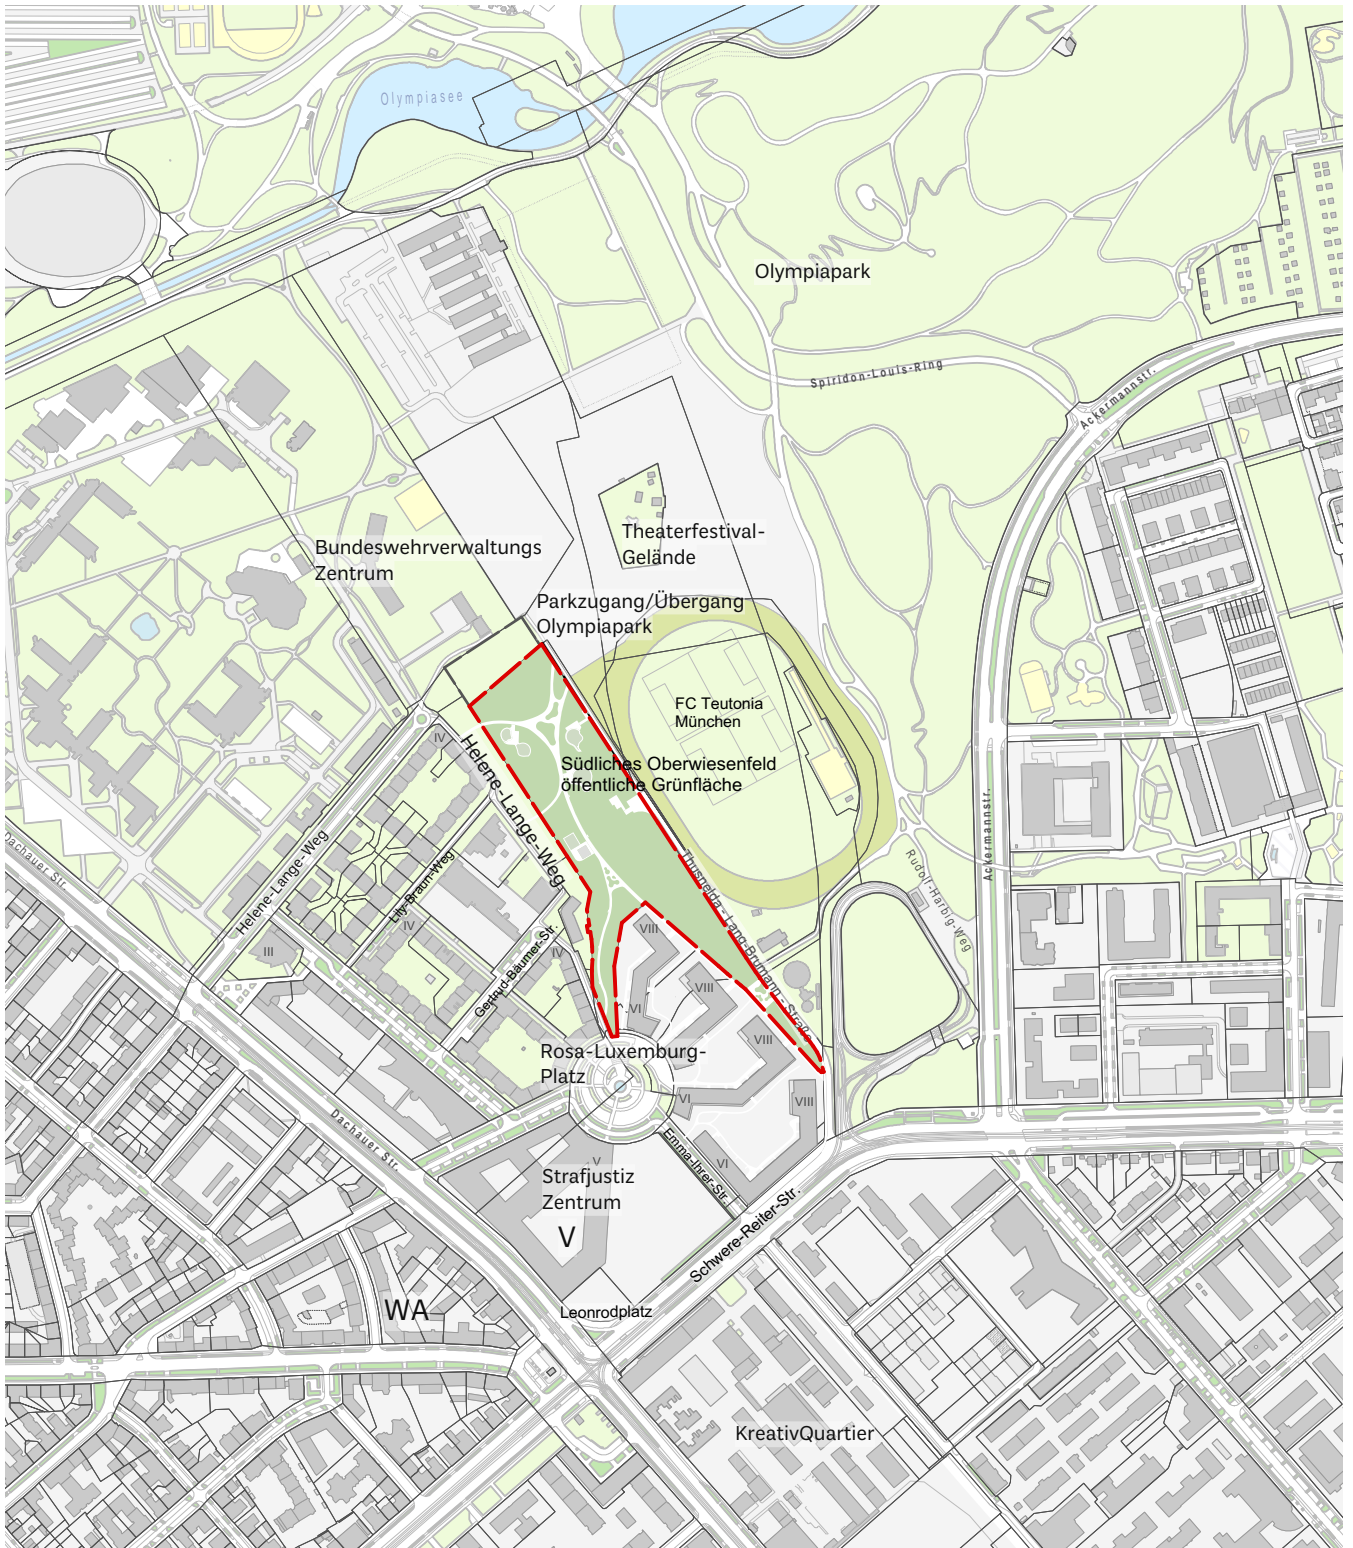 Olympiasee
Olympiapark
Spiridon-Louis-Ring
Ackermannstr.
Theaterfestival-
Gelände
Bundeswehrverwaltungs
Zentrum
Parkzugang/Übergang
Olympiapark
FC Teutonia
München
IV
Helene-Lange-Weg
Südliches Oberwiesenfeld
öffentliche Grünfläche
Ackermannstr.
Dachauer Str.
Helene-Lange-Weg
Lily-Braun-Weg
Thusnelda-Lang-Brumann-Straße
Rudolf-Harbig-Weg
IV
III
Gertrud-Bäumer-Str.
IV
VIII
VIII
VI
VIII
Rosa-Luxemburg-
Platz
VI
VIII
Dachauer Str.
Emma-Ihrer-Str.
V
VI
Strafjustiz
Zentrum
V
Schwere-Reiter-Str.
WA
Leonrodplatz
KreativQuartier